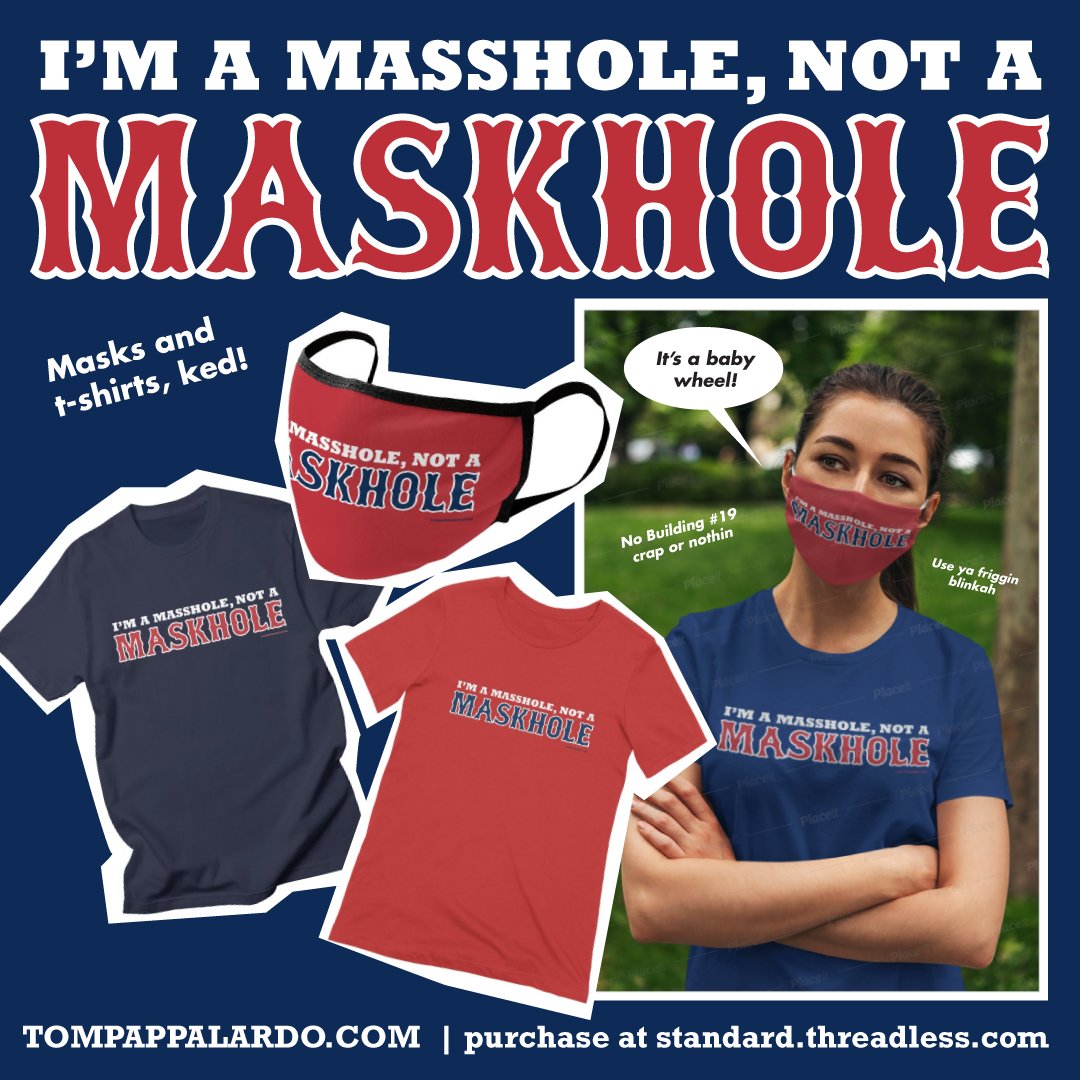 I'M A MASSHOLE, NOT A
MASKHOLE
Masks and
t-shirts, ked!
MASSHOLE, NOT A
ASKHOLE
It's a baby
wheel!
No Building #19
crap or nothin
I'M A MASSHOLE, NOT A
MASKHOLE
Use ya friggin
blinkah
I'M A MASSHOLE, NOT A
MASKHOLE
I'M A MASSHOLE, NOT A
MASKHOLE
I'M A MASSHOLE, NOT A
MASKHOLE
Placeit
TOMPAPPALARDO.COM | purchase at standard.threadless.com